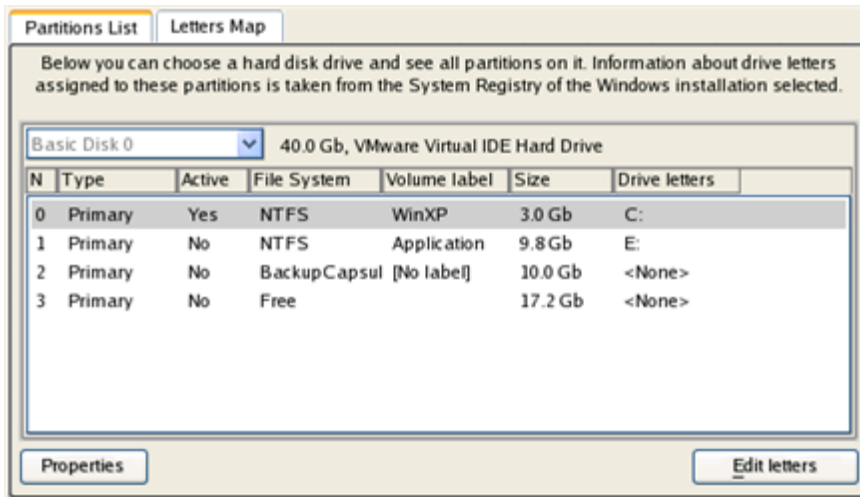 Partitions List Letters Map
Below you can choose a hard disk drive and see all partitions on it. Information about drive letters
assigned to these partitions is taken from the System Registry of the Windows installation selected.
Basic Disk 0 40.0 Gb, VMware Virtual IDE Hard Drive
N Type Active File System Volume label Size Drive letters
0 Primary Yes NTFS WinXP 3.0 Gb C:
1 Primary No NTFS Application 9.8 Gb E:
2 Primary No BackupCapsul [No label] 10.0 Gb <None>
3 Primary No Free 17.2 Gb <None>
Properties Edit letters